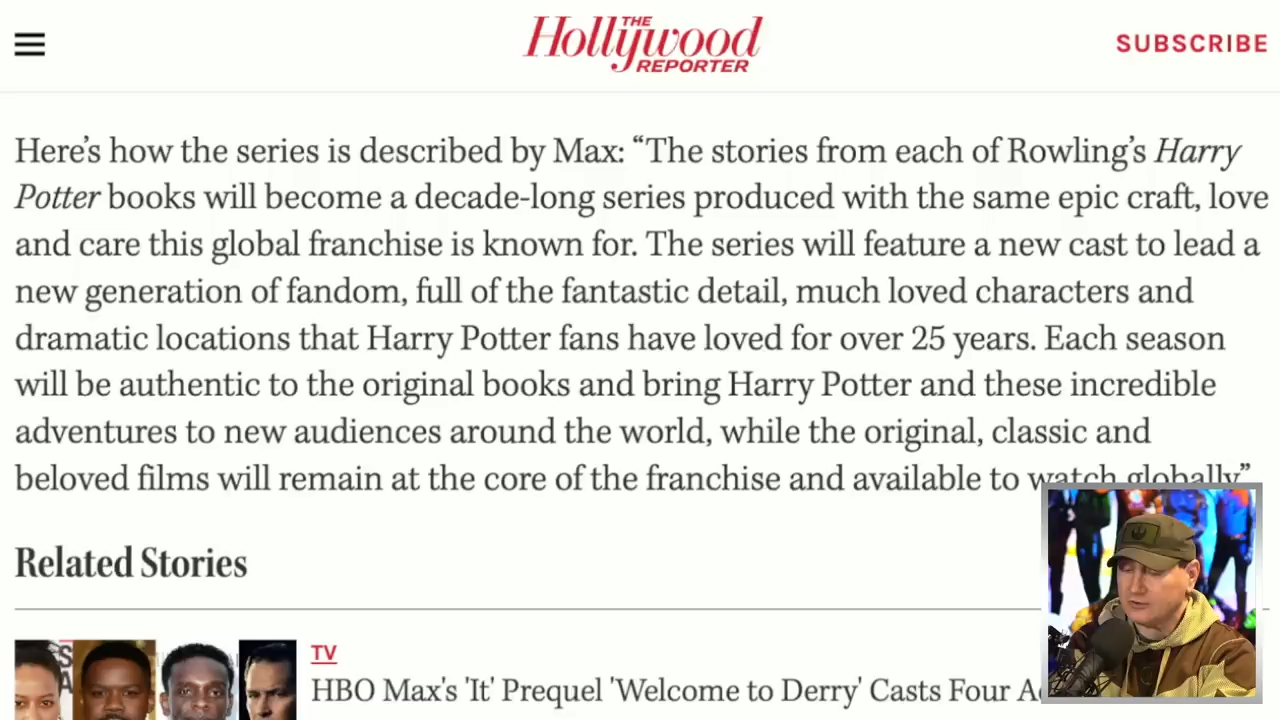 THE
Hollywood
REPORTER
SUBSCRIBE
Here’s how the series is described by Max: “The stories from each of Rowling’s Harry
Potter books will become a decade-long series produced with the same epic craft, love
and care this global franchise is known for. The series will feature a new cast to lead a
new generation of fandom, full of the fantastic detail, much loved characters and
dramatic locations that Harry Potter fans have loved for over 25 years. Each season
will be authentic to the original books and bring Harry Potter and these incredible
adventures to new audiences around the world, while the original, classic and
beloved films will remain at the core of the franchise and available to watch globally”
Related Stories
TV
HBO Max's 'It' Prequel 'Welcome to Derry' Casts Four